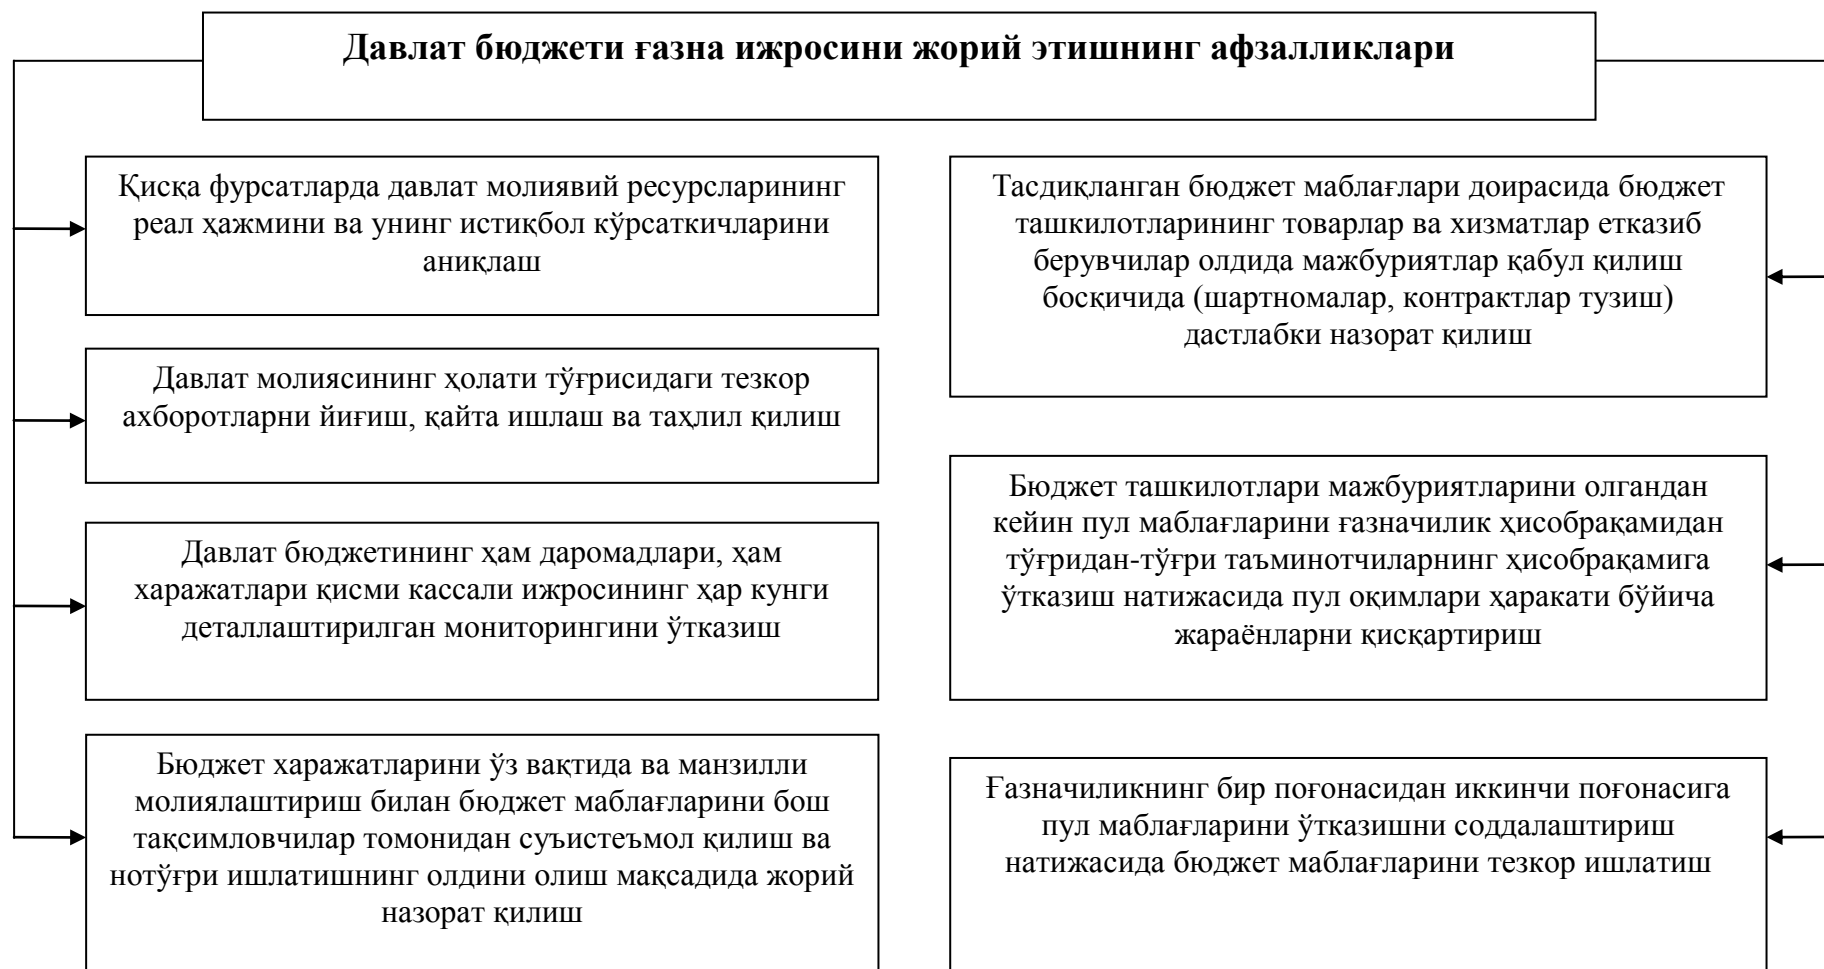 Давлат бюджети ғазна ижросини жорий этишнинг афзалликлари
Қисқа фурсатларда давлат молиявий ресурсларининг
реал ҳажмини ва унинг истиқбол кўрсаткичларини
аниқлаш
Давлат молиясининг ҳолати тўғрисидаги тезкор
ахборотларни йиғиш, қайта ишлаш ва таҳлил қилиш
Давлат бюджетининг ҳам даромадлари, ҳам
харажатлари қисми кассали ижросининг ҳар кунги
деталлаштирилган мониторингини ўтказиш
Бюджет харажатларини ўз вақтида ва манзилли
молиялаштириш билан бюджет маблағларини бош
тақсимловчилар томонидан суъистеъмол қилиш ва
нотўғри ишлатишнинг олдини олиш мақсадида жорий
назорат қилиш
Тасдиқланган бюджет маблағлари доирасида бюджет
ташкилотларининг товарлар ва хизматлар етказиб
берувчилар олдида мажбуриятлар қабул қилиш
босқичида (шартномалар, контрактлар тузиш)
дастлабки назорат қилиш
Бюджет ташкилотлари мажбуриятларини олгандан
кейин пул маблағларини ғазначилик ҳисобрақамидан
тўғридан-тўғри таъминотчиларнинг ҳисобрақамига
ўтказиш натижасида пул оқимлари ҳаракати бўйича
жараёнларни қисқартириш
Ғазначиликнинг бир поғонасидан иккинчи поғонасига
пул маблағларини ўтказишни соддалаштириш
натижасида бюджет маблағларини тезкор ишлатиш